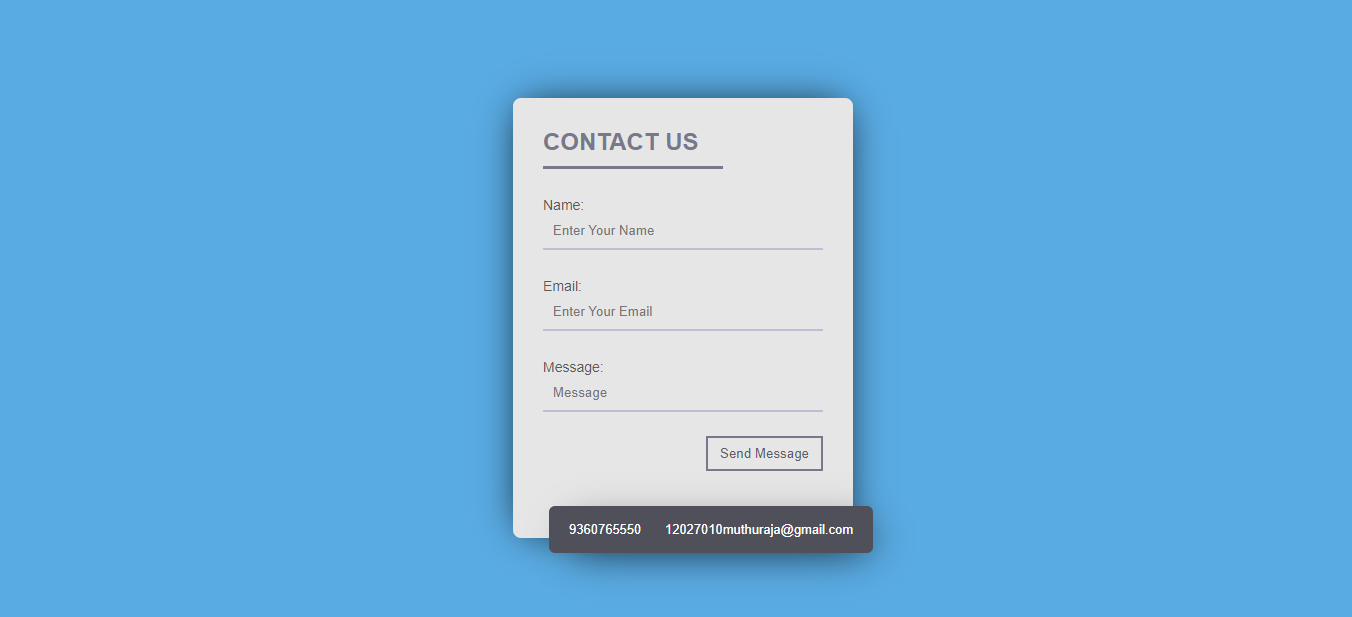 CONTACT US
Name:
Enter Your Name
Email:
Enter Your Email
Message:
Message
Send Message
9360765550 12027010muthuraja@gmail.com